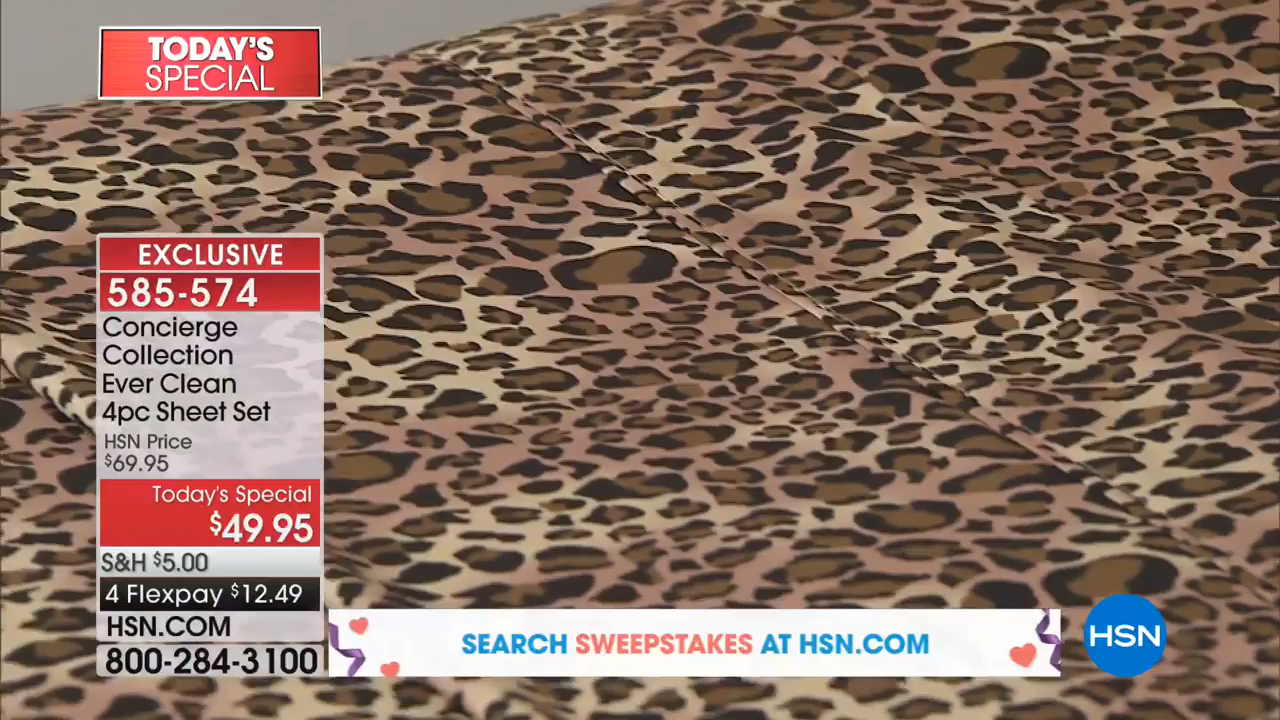 TODAY'S
SPECIAL
EXCLUSIVE
585-574
Concierge
Collection
Ever Clean
4pc Sheet Set
HSN Price
$69.95
Today's Special
$49.95
S&H $5.00
4 Flexpay $12.49
HSN.COM
800-284-3100
SEARCH SWEEPSTAKES AT HSN.COM
HSN